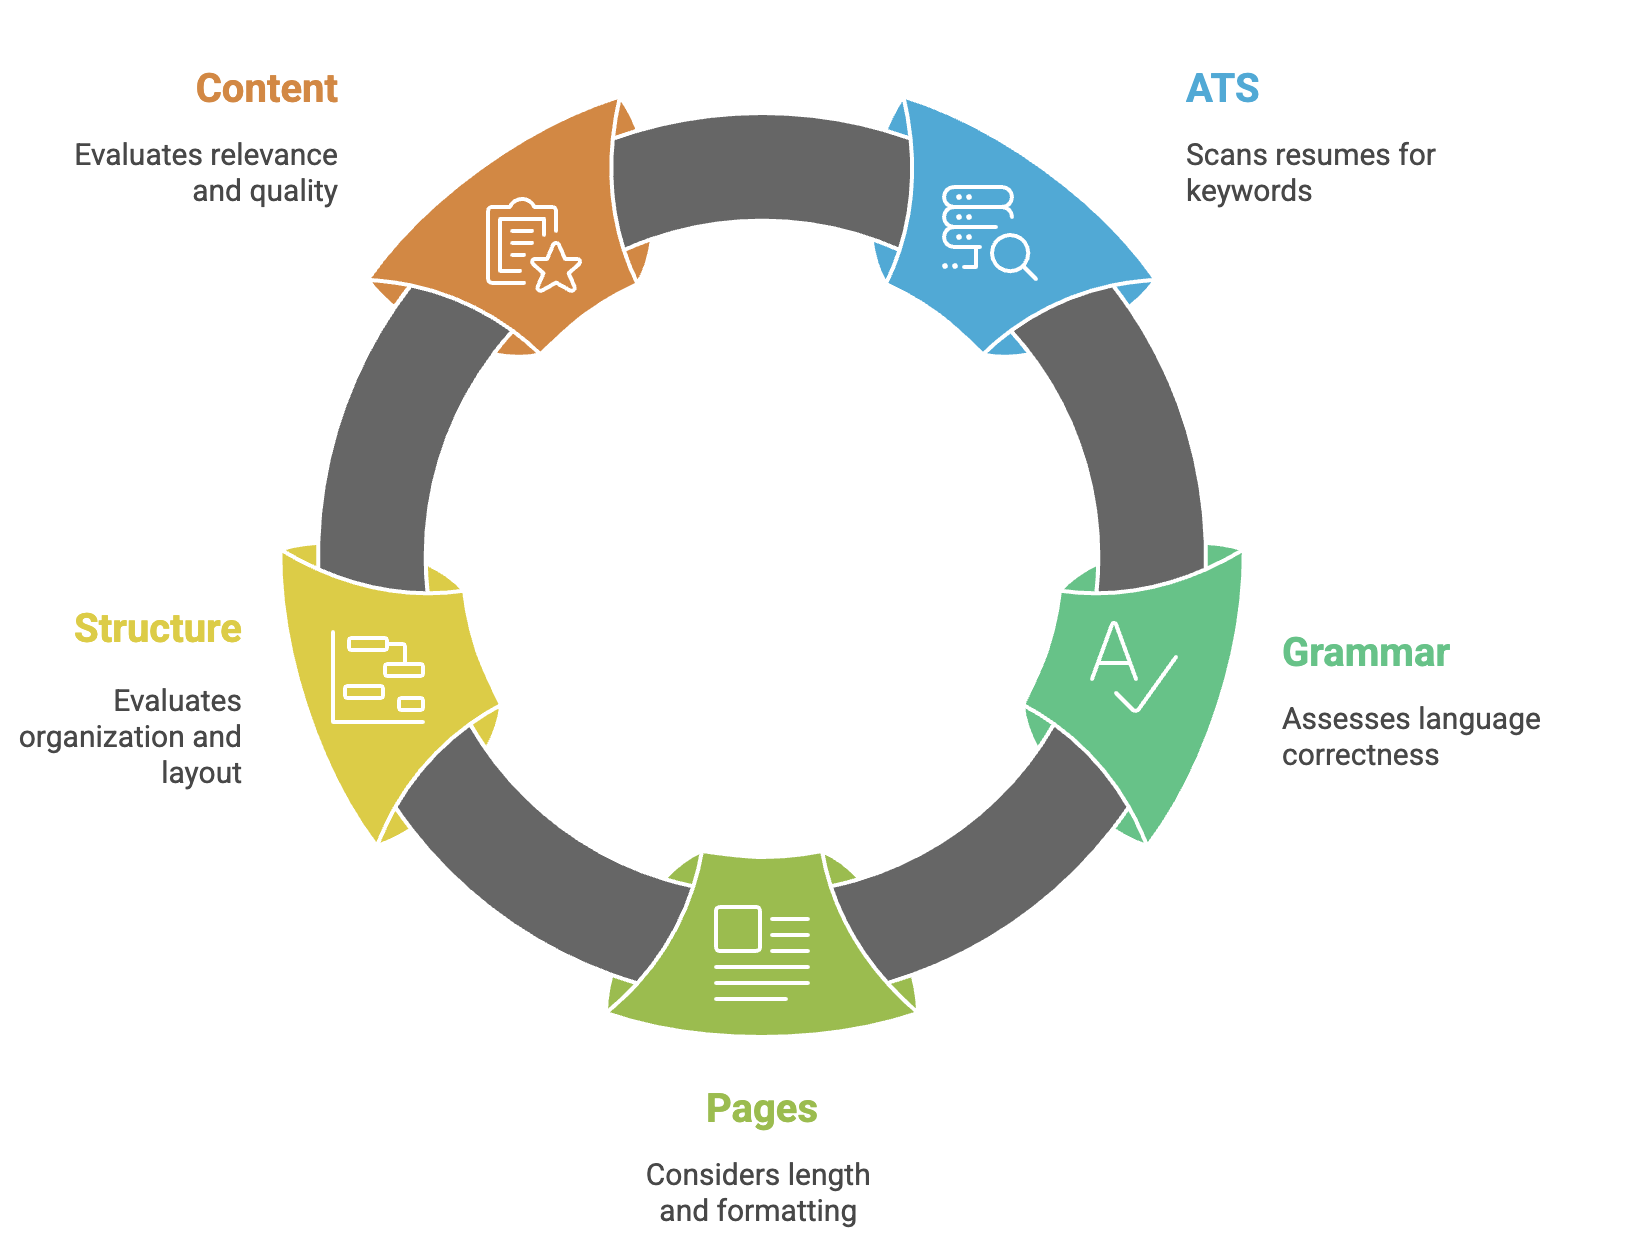 Content
Evaluates relevance
and quality
ATS
Scans resumes for
keywords
Structure
Evaluates
organization and
layout
Grammar
Assesses language
correctness
Pages
Considers length
and formatting